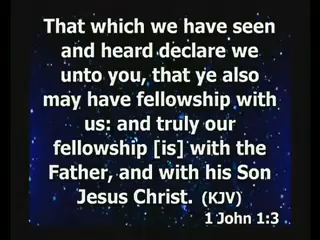 That which we have seen
and heard declare we
unto you, that ye also
may have fellowship with
us: and truly our
fellowship [is] with the
Father, and with his Son
Jesus Christ. (KJV)
1 John 1:3